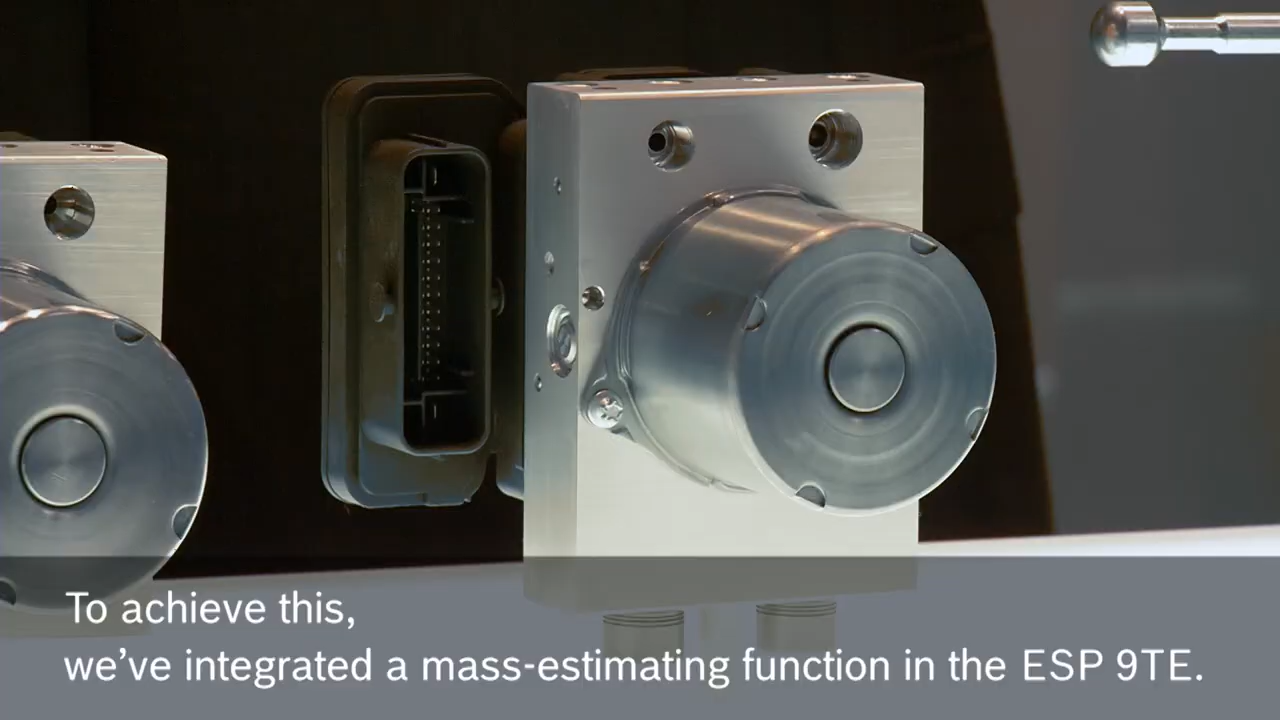 To achieve this,
we’ve integrated a mass-estimating function in the ESP 9TE.